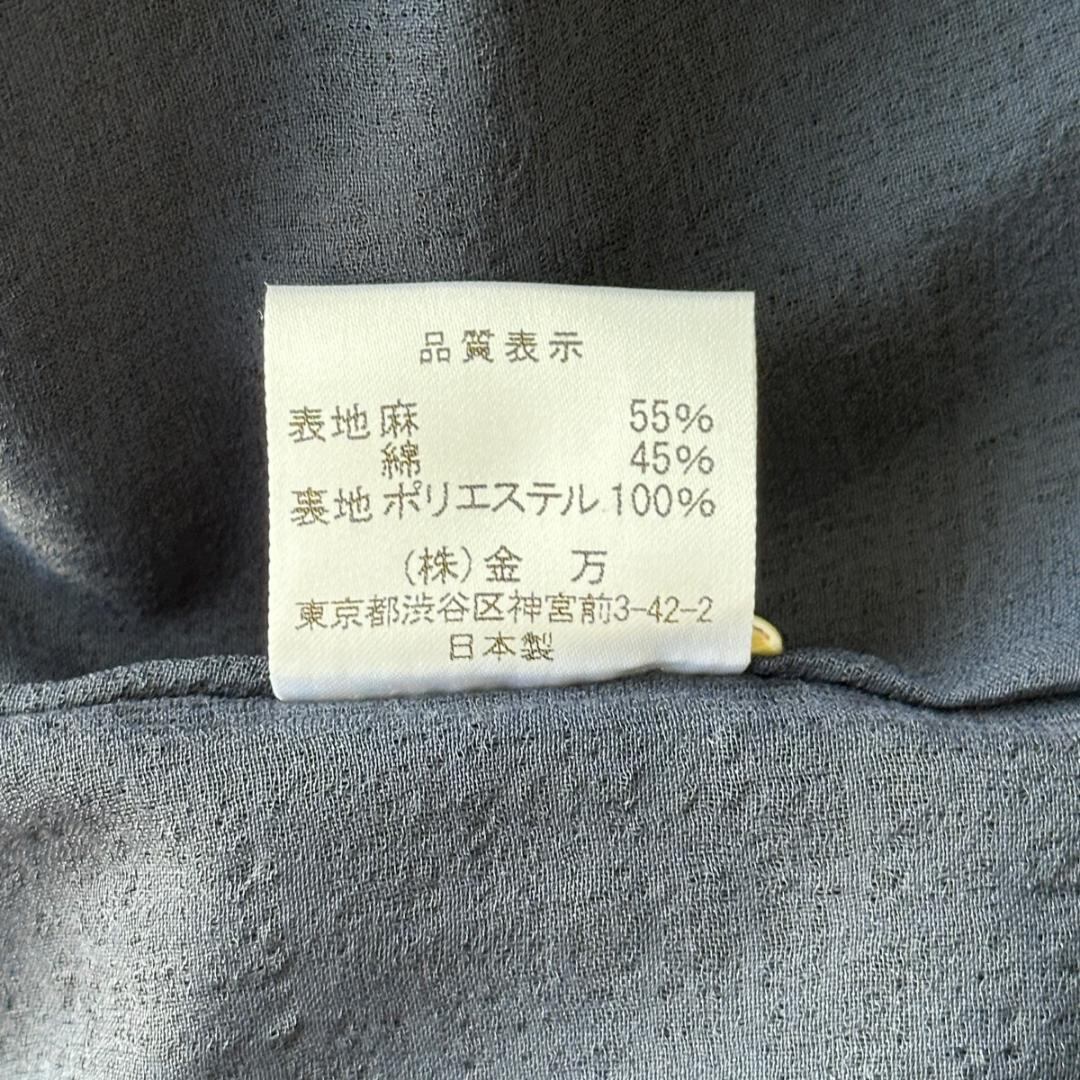 品質表示
表地 麻 55%
綿 45%
裏地 ポリエステル 100%
(株)金 万
東京都渋谷区神宮前3-42-2
日本製